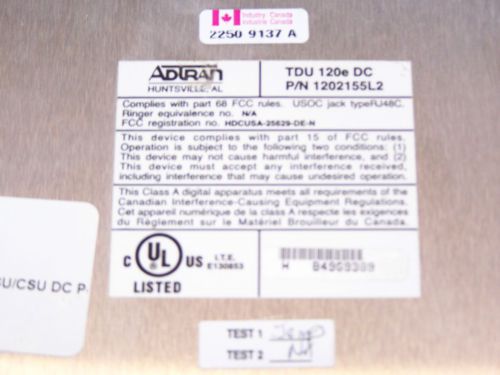 Industry Canada
Industrie Canada
2250 9137 A
ADTRAN
HUNTSVILLE, AL
TDU 120e DC
P/N 1202155L2
Complies with part 68 FCC rules. USOC jack typeRJ48C.
Ringer equivalence no. N/A
FCC registration no. HDCUSA-25629-DE-N
This device complies with part 15 of FCC rules.
Operation is subject to the following two conditions: (1)
This device may not cause harmful interference, and (2)
This device must accept any interference received,
including interference that may cause undesired operation.
This Class A digital apparatus meets all requirements of the
Canadian Interference-Causing Equipment Regulations.
Cet appareil numérique de la class A respecte les exigences
du Règlement sur le Matériel Brouilleur du Canada.
C UL US
LISTED
I.T.E.
E130853
H B4959389
SU/CSU DC P
TEST 1
TEST 2